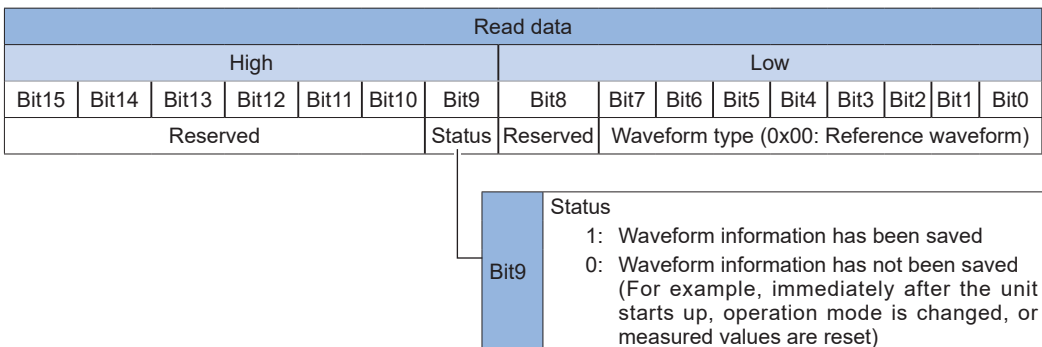 Read data
High Low
Bit15 Bit14 Bit13 Bit12 Bit11 Bit10 Bit9 Bit8 Bit7 Bit6 Bit5 Bit4 Bit3 Bit2 Bit1 Bit0
Reserved Status Reserved Waveform type (0x00: Reference waveform)
Status
1: Waveform information has been saved
Bit9 0: Waveform information has not been saved
(For example, immediately after the unit
starts up, operation mode is changed, or
measured values are reset)